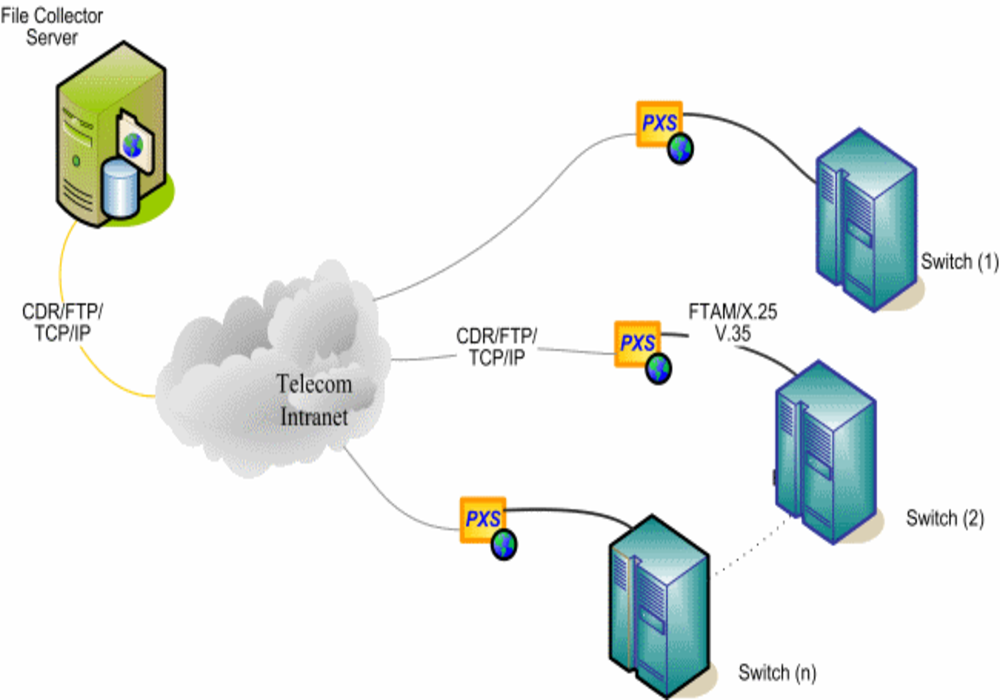 File Collector
Server
PXS
Switch (1)
CDR/FTP/
TCP/IP
CDR/FTP/
TCP/IP
PXS
FTAM/X.25
V.35
Telecom
Intranet
PXS
Switch (2)
Switch (n)